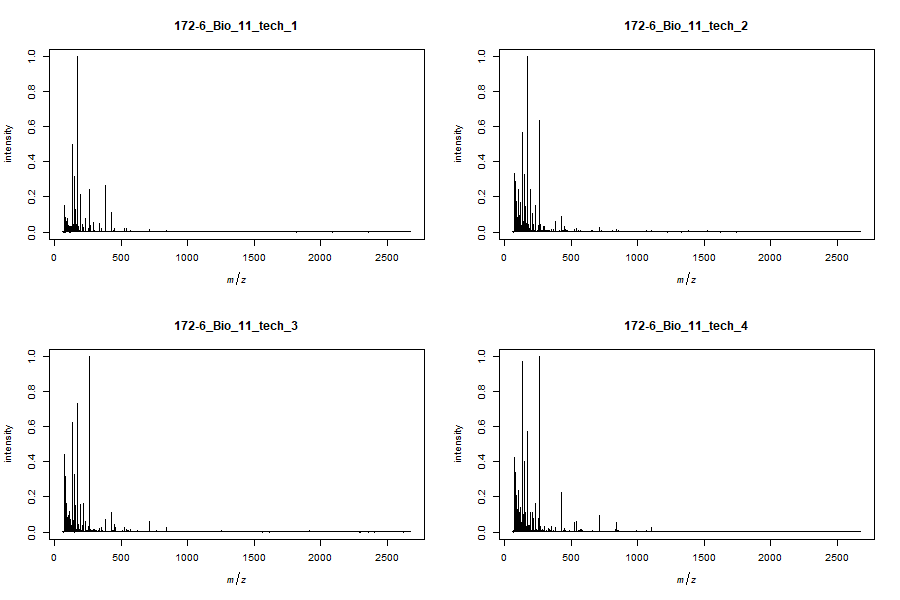 172-6_Bio_11_tech_1
intensity
0.0 0.2 0.4 0.6 0.8 1.0
0 500 1000 1500 2000 2500
m/z
172-6_Bio_11_tech_2
intensity
0.0 0.2 0.4 0.6 0.8 1.0
0 500 1000 1500 2000 2500
m/z
172-6_Bio_11_tech_3
intensity
0.0 0.2 0.4 0.6 0.8 1.0
0 500 1000 1500 2000 2500
m/z
172-6_Bio_11_tech_4
intensity
0.0 0.2 0.4 0.6 0.8 1.0
0 500 1000 1500 2000 2500
m/z